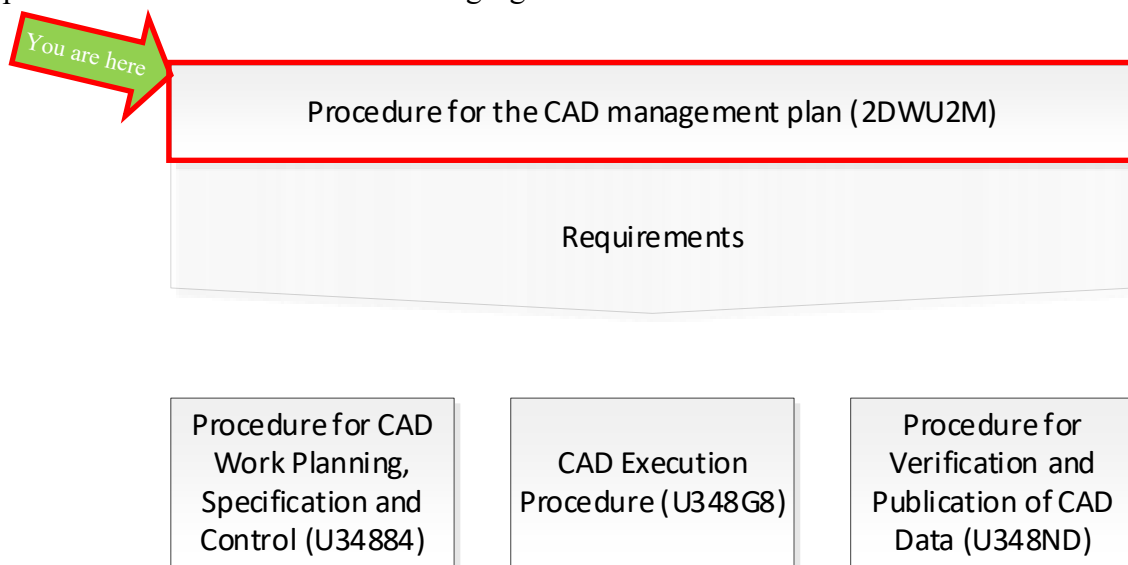 You are here
Procedure for the CAD management plan (2DWU2M)
Requirements
Procedure for CAD
Work Planning,
Specification and
Control (U34884)
CAD Execution
Procedure (U348G8)
Procedure for
Verification and
Publication of CAD
Data (U348ND)